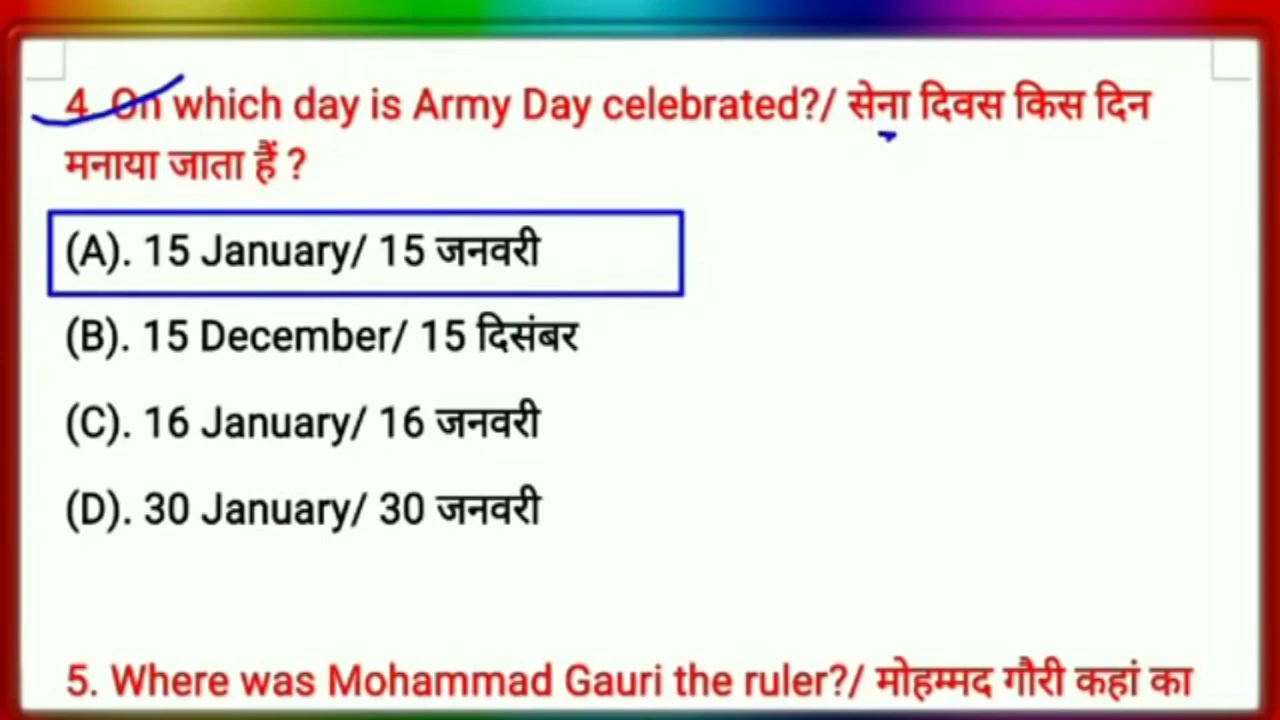 4. On which day is Army Day celebrated?/ सेना दिवस किस दिन
मनाया जाता हैं ?
(A). 15 January/ 15 जनवरी
(B). 15 December/ 15 दिसंबर
(C). 16 January/ 16 जनवरी
(D). 30 January/ 30 जनवरी
5. Where was Mohammad Gauri the ruler?/ मोहम्मद गौरी कहां का